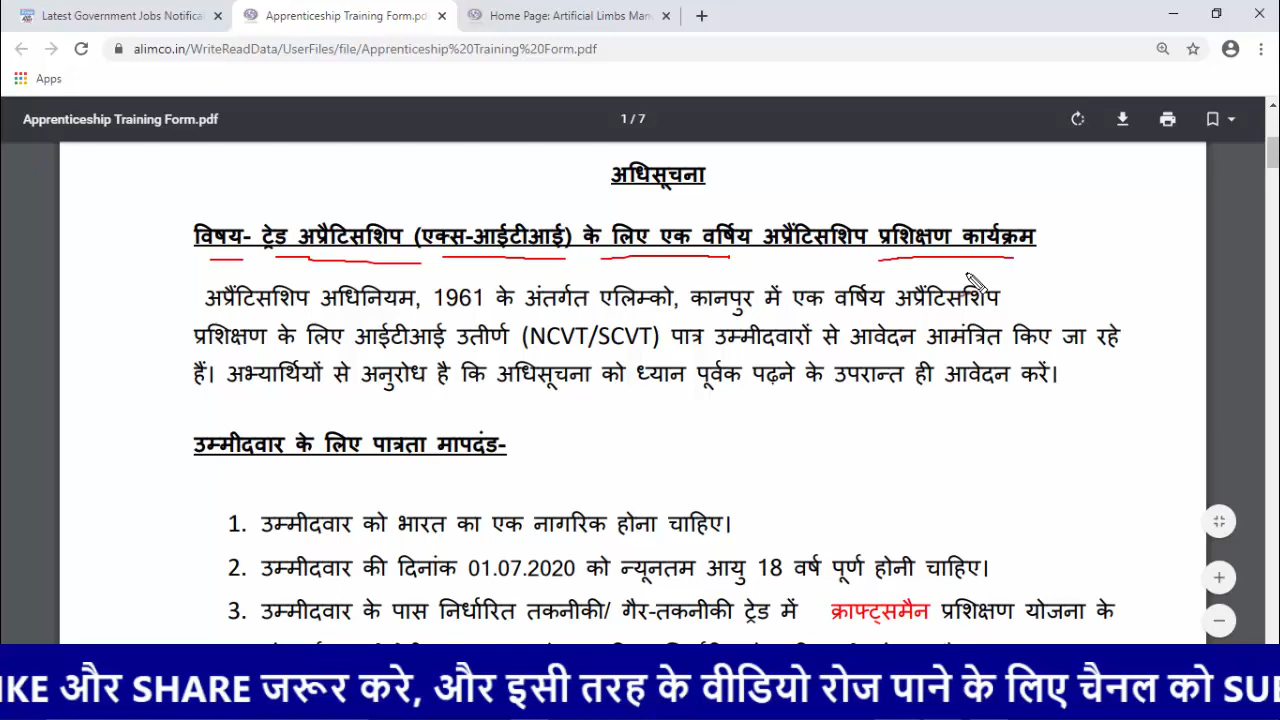 Latest Government Jobs Notifica
Apprenticeship Training Form.pd
Home Page: Artificial Limbs Man
alimco.in/WriteReadData/UserFiles/file/Apprenticeship%20Training%20Form.pdf
Apps
Apprenticeship Training Form.pdf
1 / 7
अधिसूचना
विषय- ट्रेड अप्रैटिसशिप (एक्स-आईटीआई) के लिए एक वर्षिय अप्रैंटिसशिप प्रशिक्षण कार्यक्रम
अप्रैंटिसशिप अधिनियम, 1961 के अंतर्गत एलिम्को, कानपुर में एक वर्षिय अप्रैंटिसशिप
प्रशिक्षण के लिए आईटीआई उतीर्ण (NCVT/SCVT) पात्र उम्मीदवारों से आवेदन आमंत्रित किए जा रहे
हैं। अभ्यार्थियों से अनुरोध है कि अधिसूचना को ध्यान पूर्वक पढ़ने के उपरान्त ही आवेदन करें।
उम्मीदवार के लिए पात्रता मापदंड-
1. उम्मीदवार को भारत का एक नागरिक होना चाहिए।
2. उम्मीदवार की दिनांक 01.07.2020 को न्यूनतम आयु 18 वर्ष पूर्ण होनी चाहिए।
3. उम्मीदवार के पास निर्धारित तकनीकी/ गैर-तकनीकी ट्रेड में क्राफ्ट्समैन प्रशिक्षण योजना के
IKE और SHARE जरूर करे, और इसी तरह के वीडियो रोज पाने के लिए चैनल को SUB